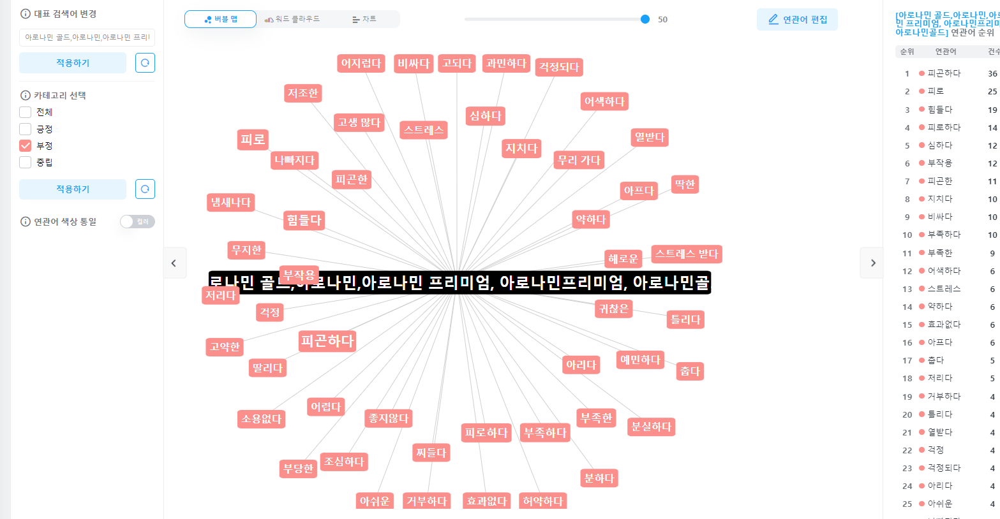 대표 검색어 변경
아로나민 골드,아로나민,아로나민 프리
적용하기
카테고리 선택
전체
긍정
부정
중립
적용하기
연관어 색상 통일
컬러
버블 맵
워드 클라우드
차트
50
연관어 편집
어지럽다
비싸다
고되다
과민하다
걱정되다
저조한
어색하다
고생 많다
스트레스
심하다
피로
열받다
지치다
나빠지다
무리 가다
피곤한
아프다
딱한
냄새나다
힘들다
약하다
무지한
해로운
스트레스 받다
부작용
로나민 골드,아로나민,아로나민 프리미엄, 아로나민프리미엄, 아로나민골
저리다
걱정
귀찮은
틀리다
고약한
피곤하다
딸리다
아리다
예민하다
춥다
소용없다
어렵다
좋지않다
피로하다
부족하다
부족한
분실하다
부당한
조심하다
찌들다
분하다
아쉬운
거부하다
효과없다
허약하다
[아로나민 골드,아로나민,아로
민 프리미엄, 아로나민프리미
아로나민골드] 연관어 순위
순위 연관어 건수
1 피곤하다 36
2 피로 25
3 힘들다 19
4 피로하다 14
5 심하다 12
6 부작용 12
7 피곤한 11
8 지치다 10
9 비싸다 10
10 부족하다 10
11 부족한 9
12 어색하다 6
13 스트레스 6
14 약하다 6
15 효과없다 6
16 아프다 6
17 춥다 5
18 저리다 5
19 거부하다 4
20 틀리다 4
21 열받다 4
22 걱정 4
23 걱정되다 4
24 아리다 4
25 아쉬운 4